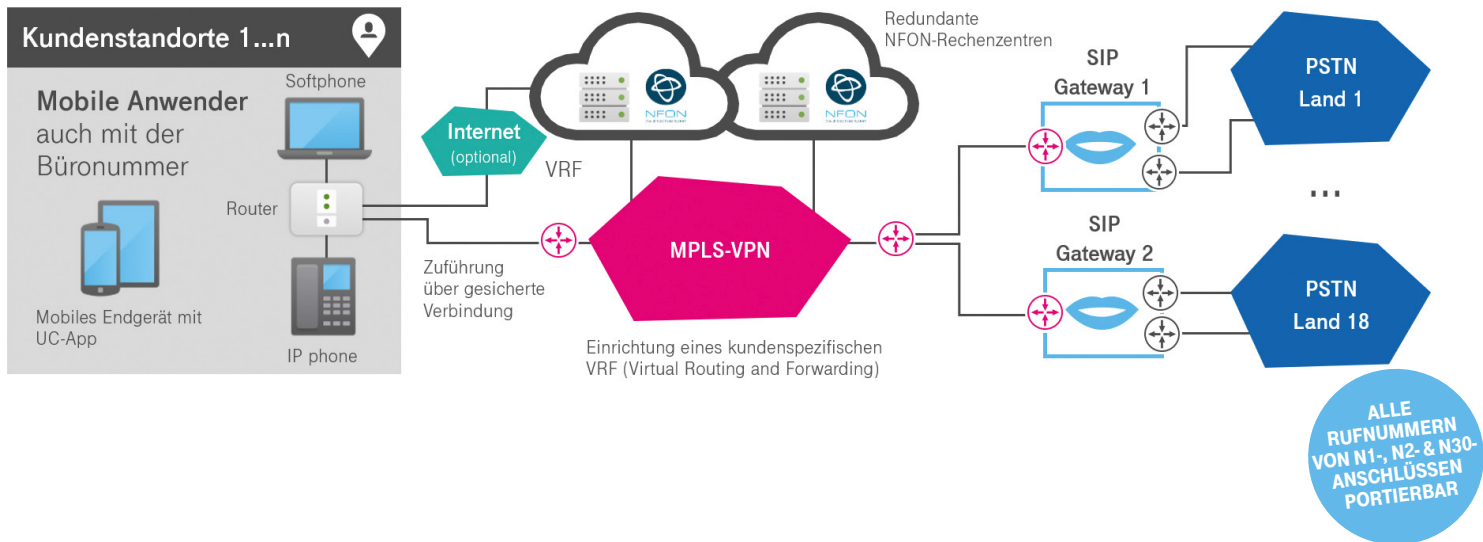 Kundenstandorte 1...n
Mobile Anwender
auch mit der
Büronummer
Softphone
Router
Mobiles Endgerät mit
UC-App
IP phone
Internet
(optional)
VRF
Zuführung
über gesicherte
Verbindung
NFON
NFON
Redundante
NFON-Rechenzentren
MPLS-VPN
Einrichtung eines kundenspezifischen
VRF (Virtual Routing and Forwarding)
SIP
Gateway 1
SIP
Gateway 2
PSTN
Land 1
...
PSTN
Land 18
ALLE
RUFNUMMERN
VON N1-, N2- & N30-
ANSCHLÜSSEN
PORTIERBAR